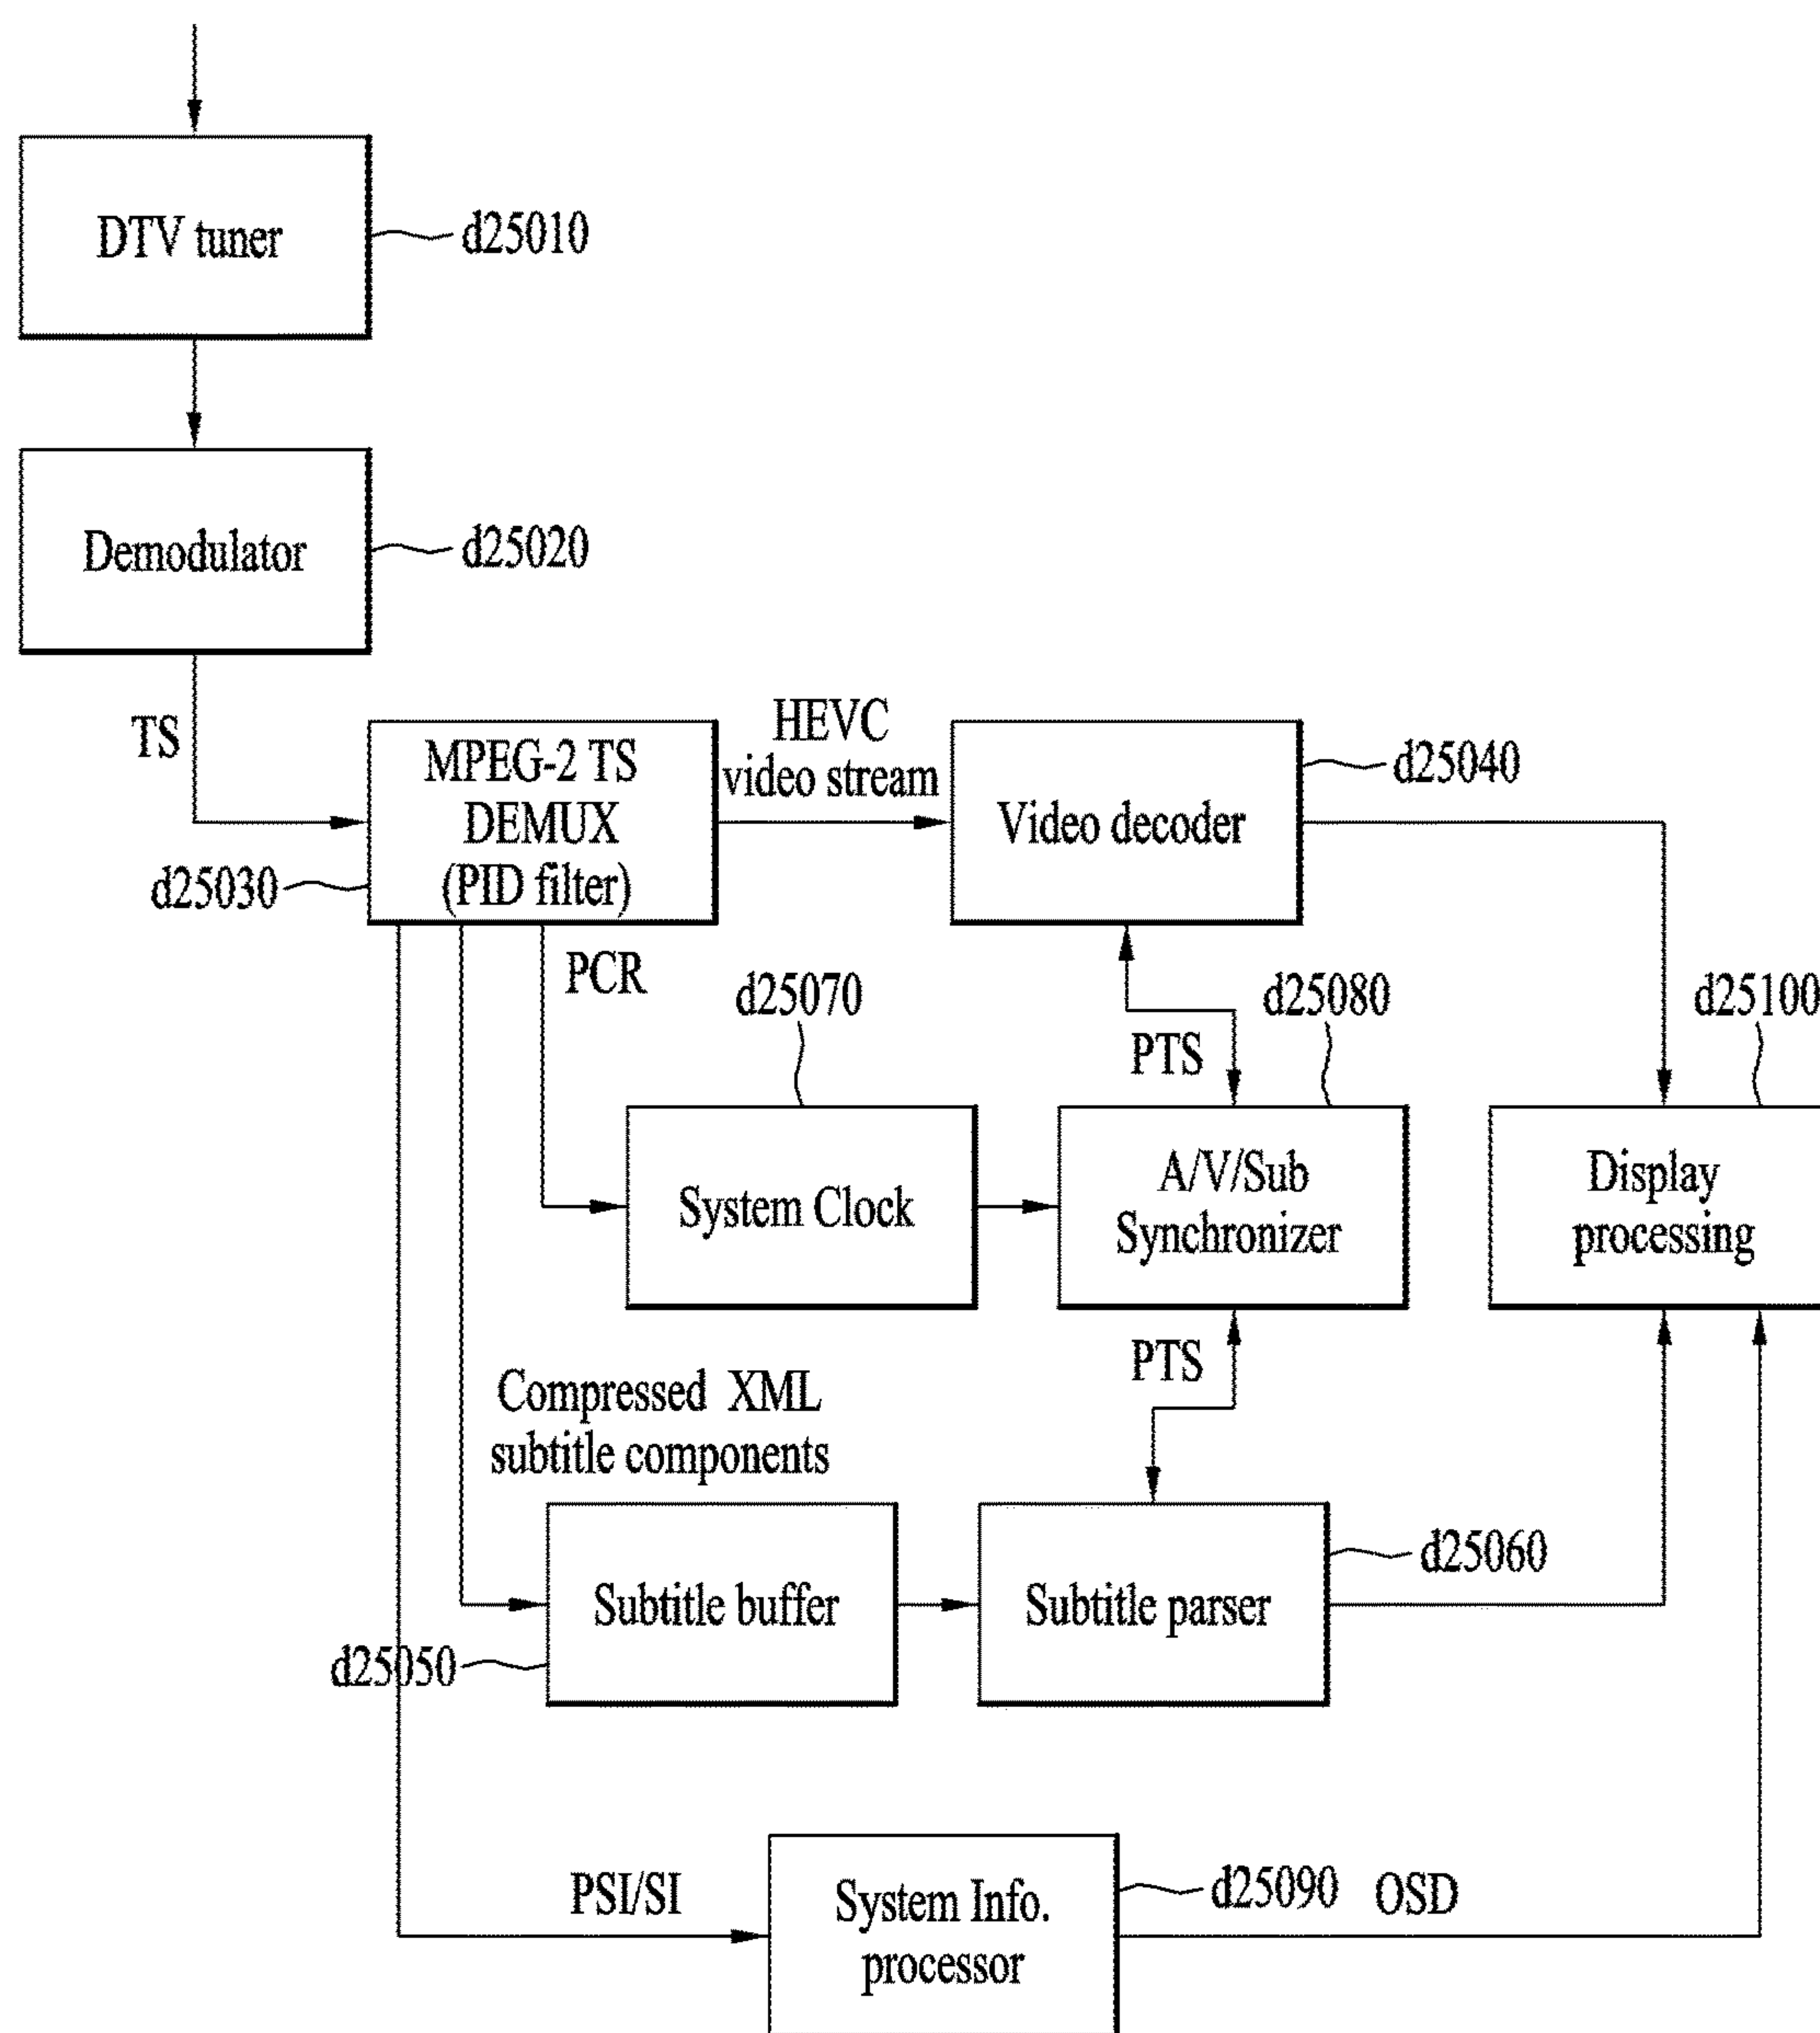 DTV tuner
d25010
Demodulator
d25020
TS
MPEG-2 TS
DEMUX
(PID filter)
d25030
HEVC
video stream
Video decoder
d25040
PCR
d25070
PTS
d25080
d25100
System Clock
A/V/Sub
Synchronizer
Display
processing
PTS
Compressed XML
subtitle components
Subtitle buffer
d25050
Subtitle parser
d25060
PSI/SI
System Info.
processor
d25090
OSD